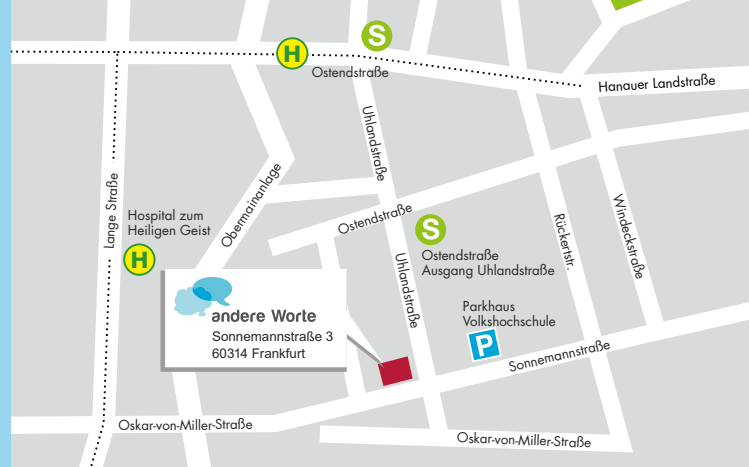 S
H
Ostendstraße
Hanauer Landstraße
Uhlandstraße
Lange Straße
Obermainanlage
Hospital zum
Heiligen Geist
H
Ostendstraße
S
Ostendstraße
Ausgang Uhlandstraße
Uhlandstraße
Rückertstr.
Windeckstraße
andere Worte
Sonnemannstraße 3
60314 Frankfurt
Parkhaus
Volkshochschule
P
Sonnemannstraße
Oskar-von-Miller-Straße
Oskar-von-Miller-Straße